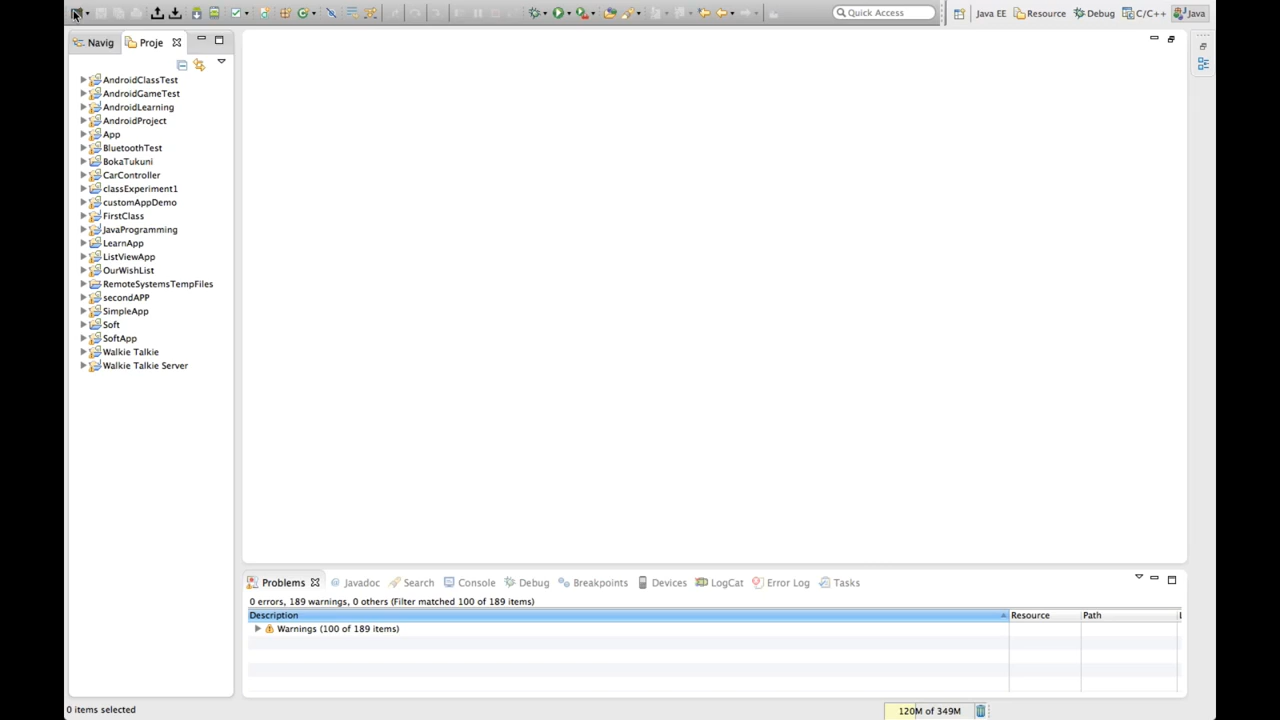 Quick Access
Java EE
Resource
Debug
C/C++
Java
Navig
Proje
AndroidClassTest
AndroidGameTest
AndroidLearning
AndroidProject
App
BluetoothTest
BokaTukuni
CarController
classExperiment1
customAppDemo
FirstClass
JavaProgramming
LearnApp
ListViewApp
OurWishList
RemoteSystemsTempFiles
secondAPP
SimpleApp
Soft
SoftApp
Walkie Talkie
Walkie Talkie Server
Problems
Javadoc
Search
Console
Debug
Breakpoints
Devices
LogCat
Error Log
Tasks
0 errors, 189 warnings, 0 others (Filter matched 100 of 189 items)
Description
Resource
Path
Warnings (100 of 189 items)
0 items selected
120M of 349M